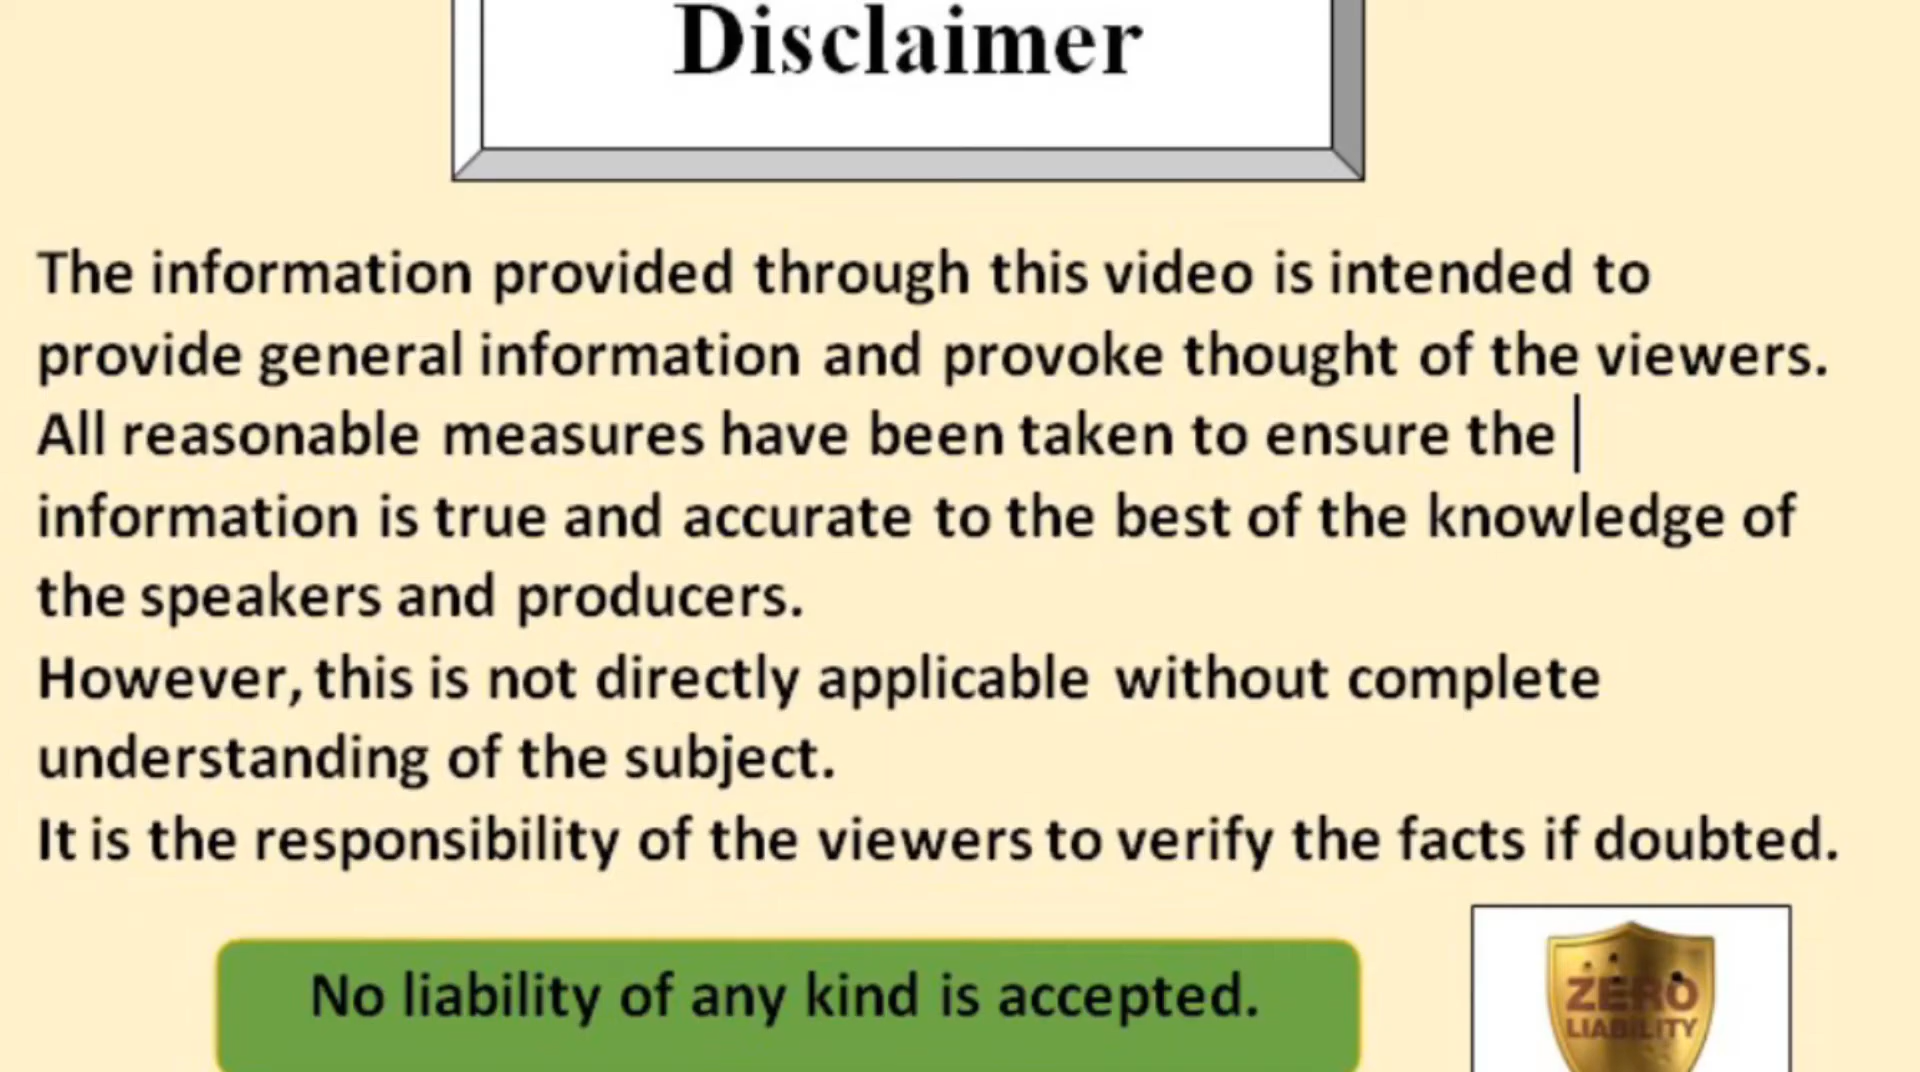 Disclaimer
The information provided through this video is intended to
provide general information and provoke thought of the viewers.
All reasonable measures have been taken to ensure the
information is true and accurate to the best of the knowledge of
the speakers and producers.
However, this is not directly applicable without complete
understanding of the subject.
It is the responsibility of the viewers to verify the facts if doubted.
No liability of any kind is accepted.
ZERO
LIABILITY